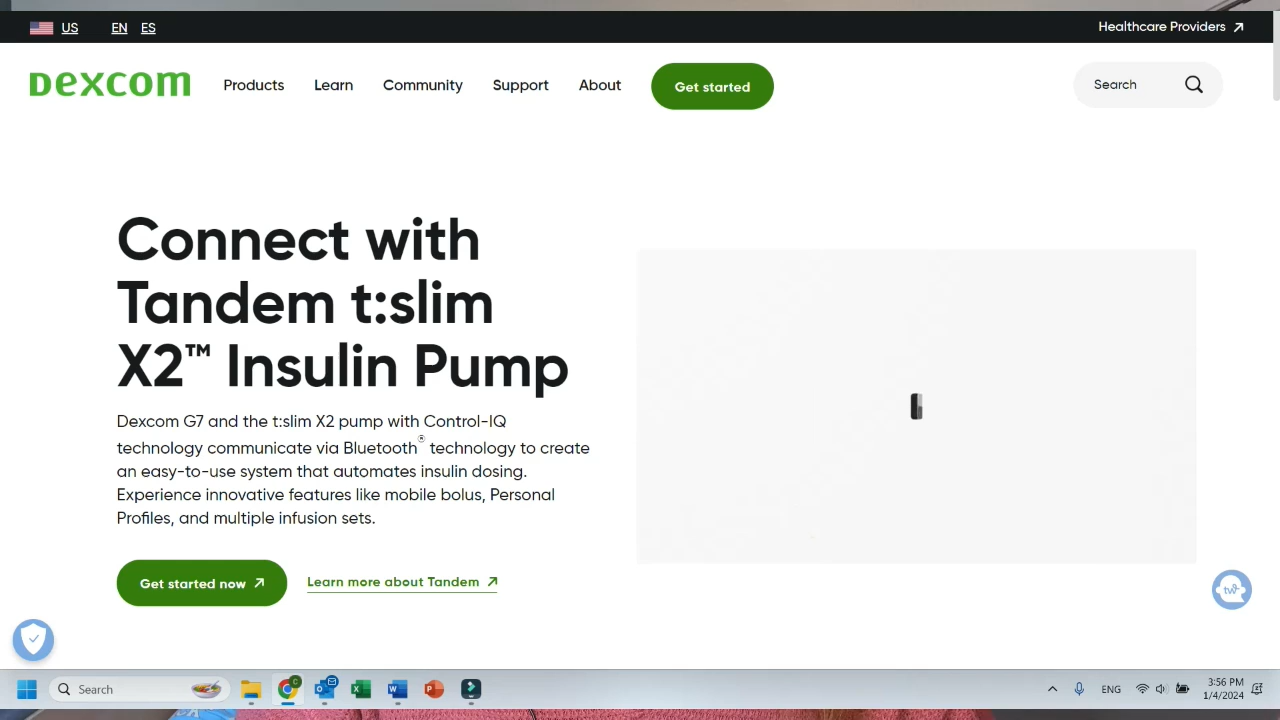 US EN ES Healthcare Providers
Dexcom Products Learn Community Support About Get started Search
Connect with
Tandem t:slim
X2™ Insulin Pump
Dexcom G7 and the t:slim X2 pump with Control-IQ
technology communicate via Bluetooth® technology to create
an easy-to-use system that automates insulin dosing.
Experience innovative features like mobile bolus, Personal
Profiles, and multiple infusion sets.
Get started now Learn more about Tandem
tw
Search ENG 3:56 PM
1/4/2024